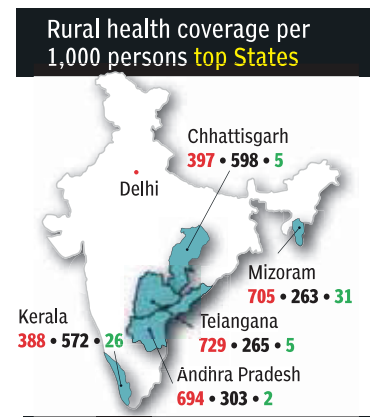 Rural health coverage per
1,000 persons top States
Chhattisgarh
397 • 598 • 5
Delhi
Mizoram
705 • 263 • 31
Kerala
388 • 572 • 26
Telangana
729 • 265 • 5
Andhra Pradesh
694 • 303 • 2